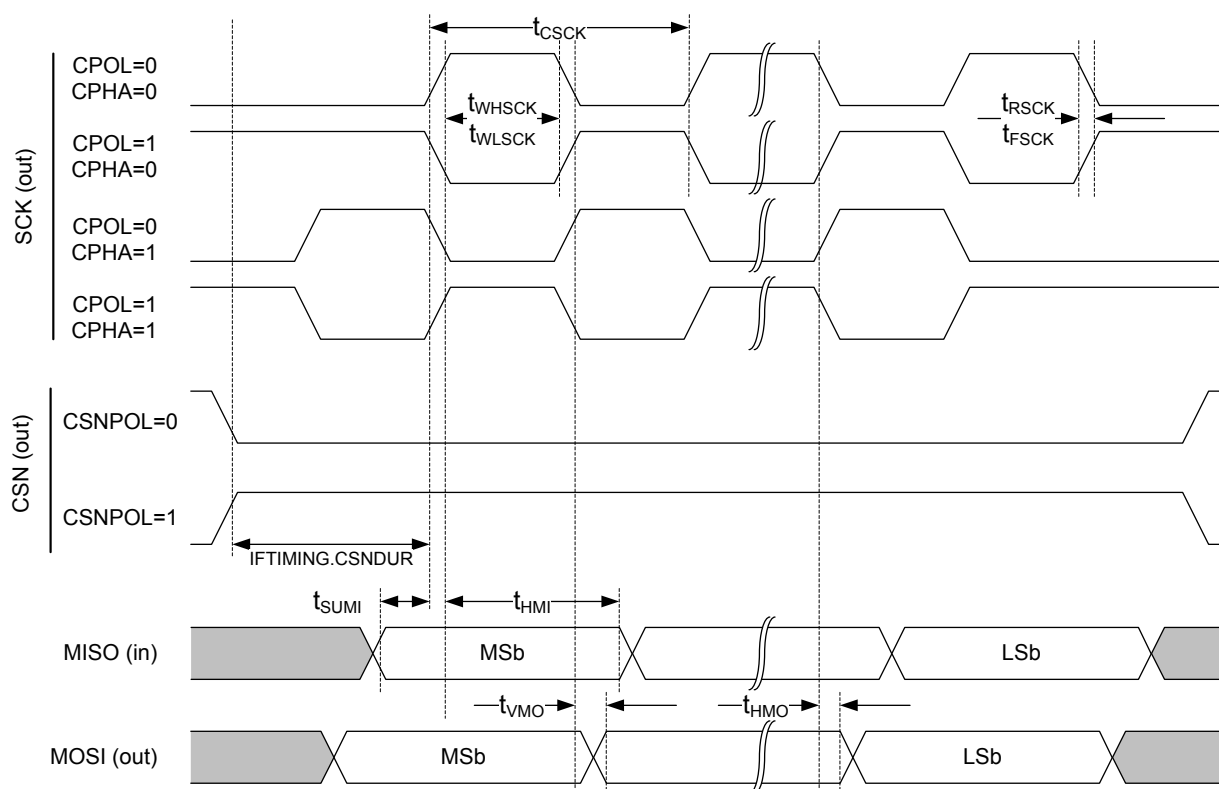 tCSCK
SCK (out)
CPOL=0
CPHA=0
tWHSCK
tWLSCK
tRSCK
tFSCK
CPOL=1
CPHA=0
CPOL=0
CPHA=1
CPOL=1
CPHA=1
CSN (out)
CSNPOL=0
CSNPOL=1
IFTIMING.CSNDUR
tSUMI
tHMI
MISO (in)
MSb
LSb
tVMO
tHMO
MOSI (out)
MSb
LSb